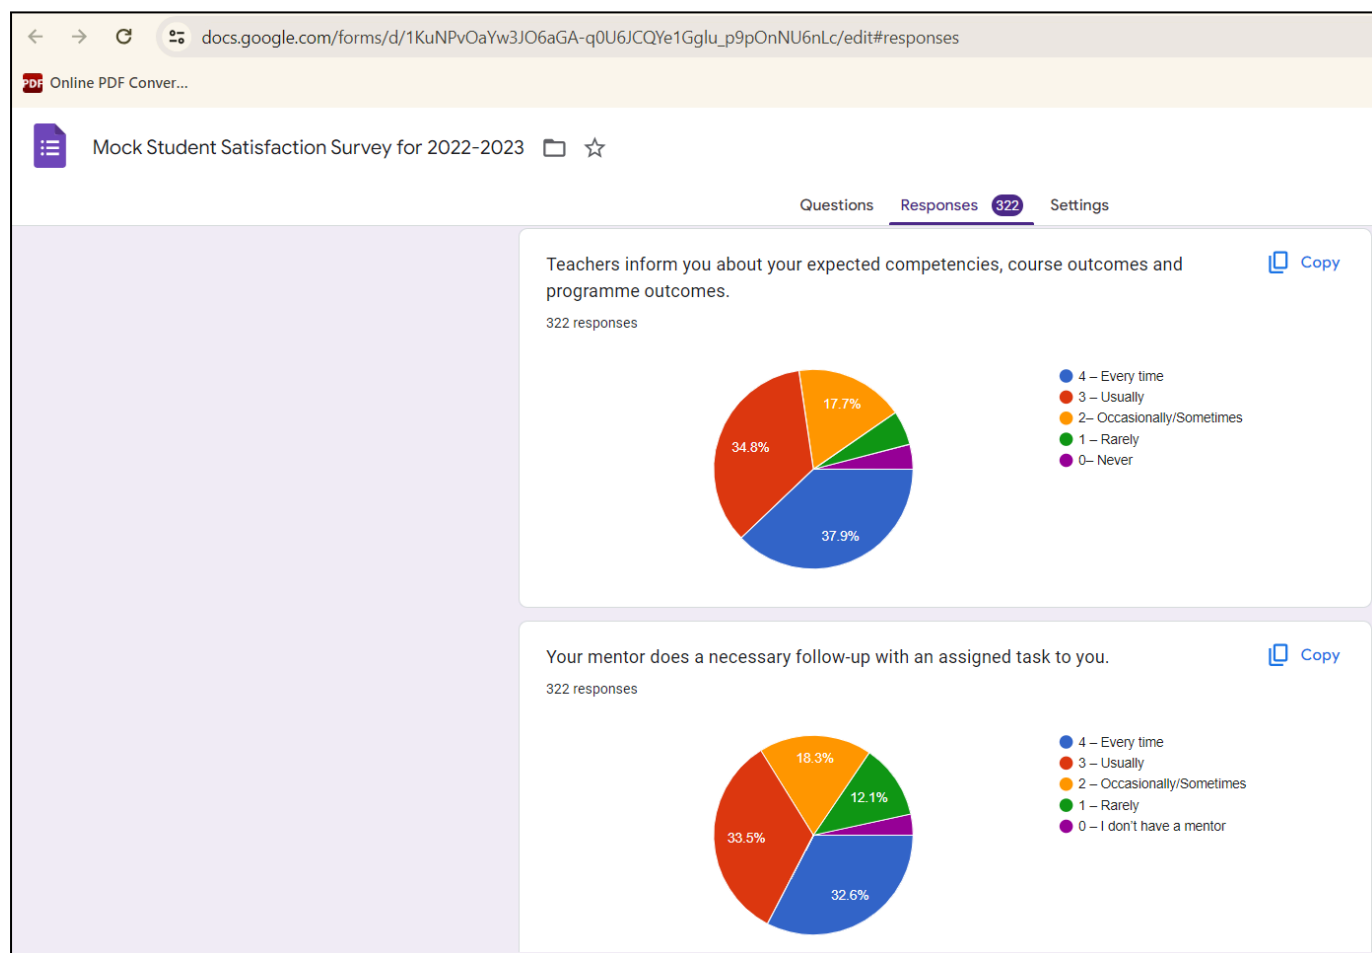 docs.google.com/forms/d/1KuNPvOaYw3JO6aGA-q0U6JCQYe1Gglu_p9pOnNU6nLc/edit#responses
PDF Online PDF Conver...
Mock Student Satisfaction Survey for 2022-2023
Questions Responses 322 Settings
Teachers inform you about your expected competencies, course outcomes and
programme outcomes.
Copy
322 responses
4 – Every time
3 – Usually
2– Occasionally/Sometimes
1 – Rarely
0– Never
17.7%
34.8%
37.9%
Your mentor does a necessary follow-up with an assigned task to you.
Copy
322 responses
4 – Every time
3 – Usually
2 – Occasionally/Sometimes
1 – Rarely
0 – I don't have a mentor
18.3%
12.1%
33.5%
32.6%